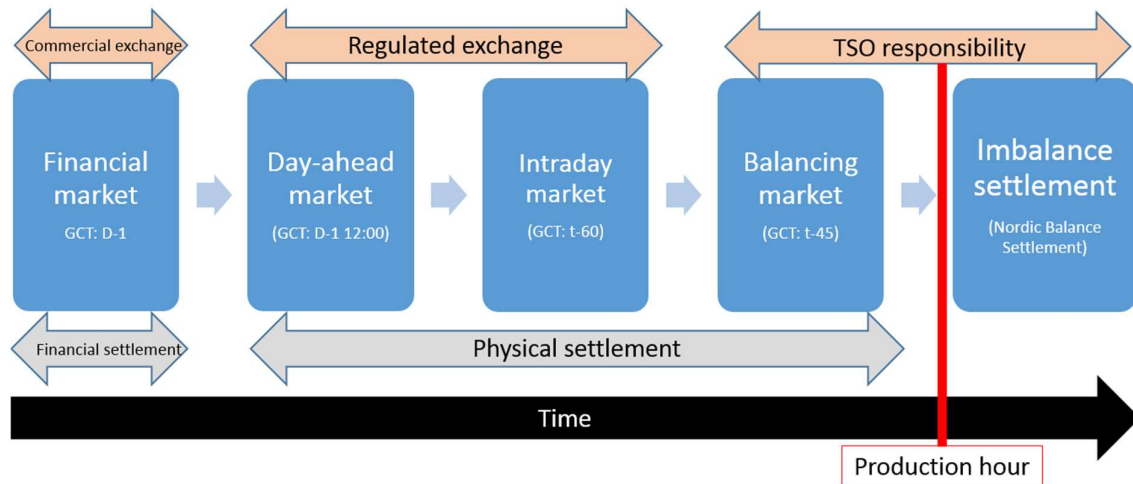 Commercial exchange
Regulated exchange
TSO responsibility
Financial
market
GCT: D-1
Day-ahead
market
(GCT: D-1 12:00)
Intraday
market
(GCT: t-60)
Balancing
market
(GCT: t-45)
Imbalance
settlement
(Nordic Balance
Settlement)
Financial settlement
Physical settlement
Time
Production hour